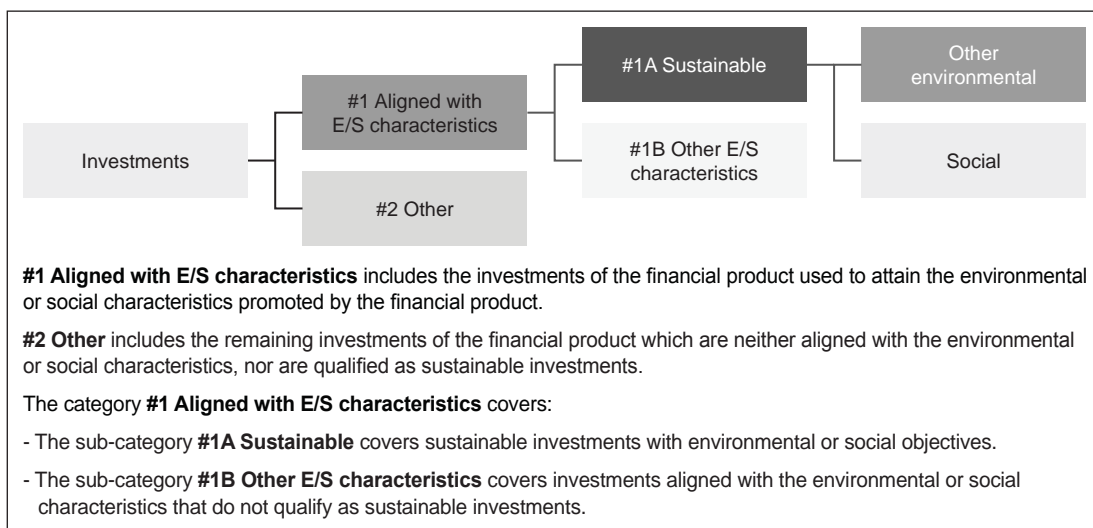 Investments
#1 Aligned with
E/S characteristics
#2 Other
#1A Sustainable
#1B Other E/S
characteristics
Other
environmental
Social
#1 Aligned with E/S characteristics includes the investments of the financial product used to attain the environmental
or social characteristics promoted by the financial product.
#2 Other includes the remaining investments of the financial product which are neither aligned with the environmental
or social characteristics, nor are qualified as sustainable investments.
The category #1 Aligned with E/S characteristics covers:
- The sub-category #1A Sustainable covers sustainable investments with environmental or social objectives.
- The sub-category #1B Other E/S characteristics covers investments aligned with the environmental or social
characteristics that do not qualify as sustainable investments.